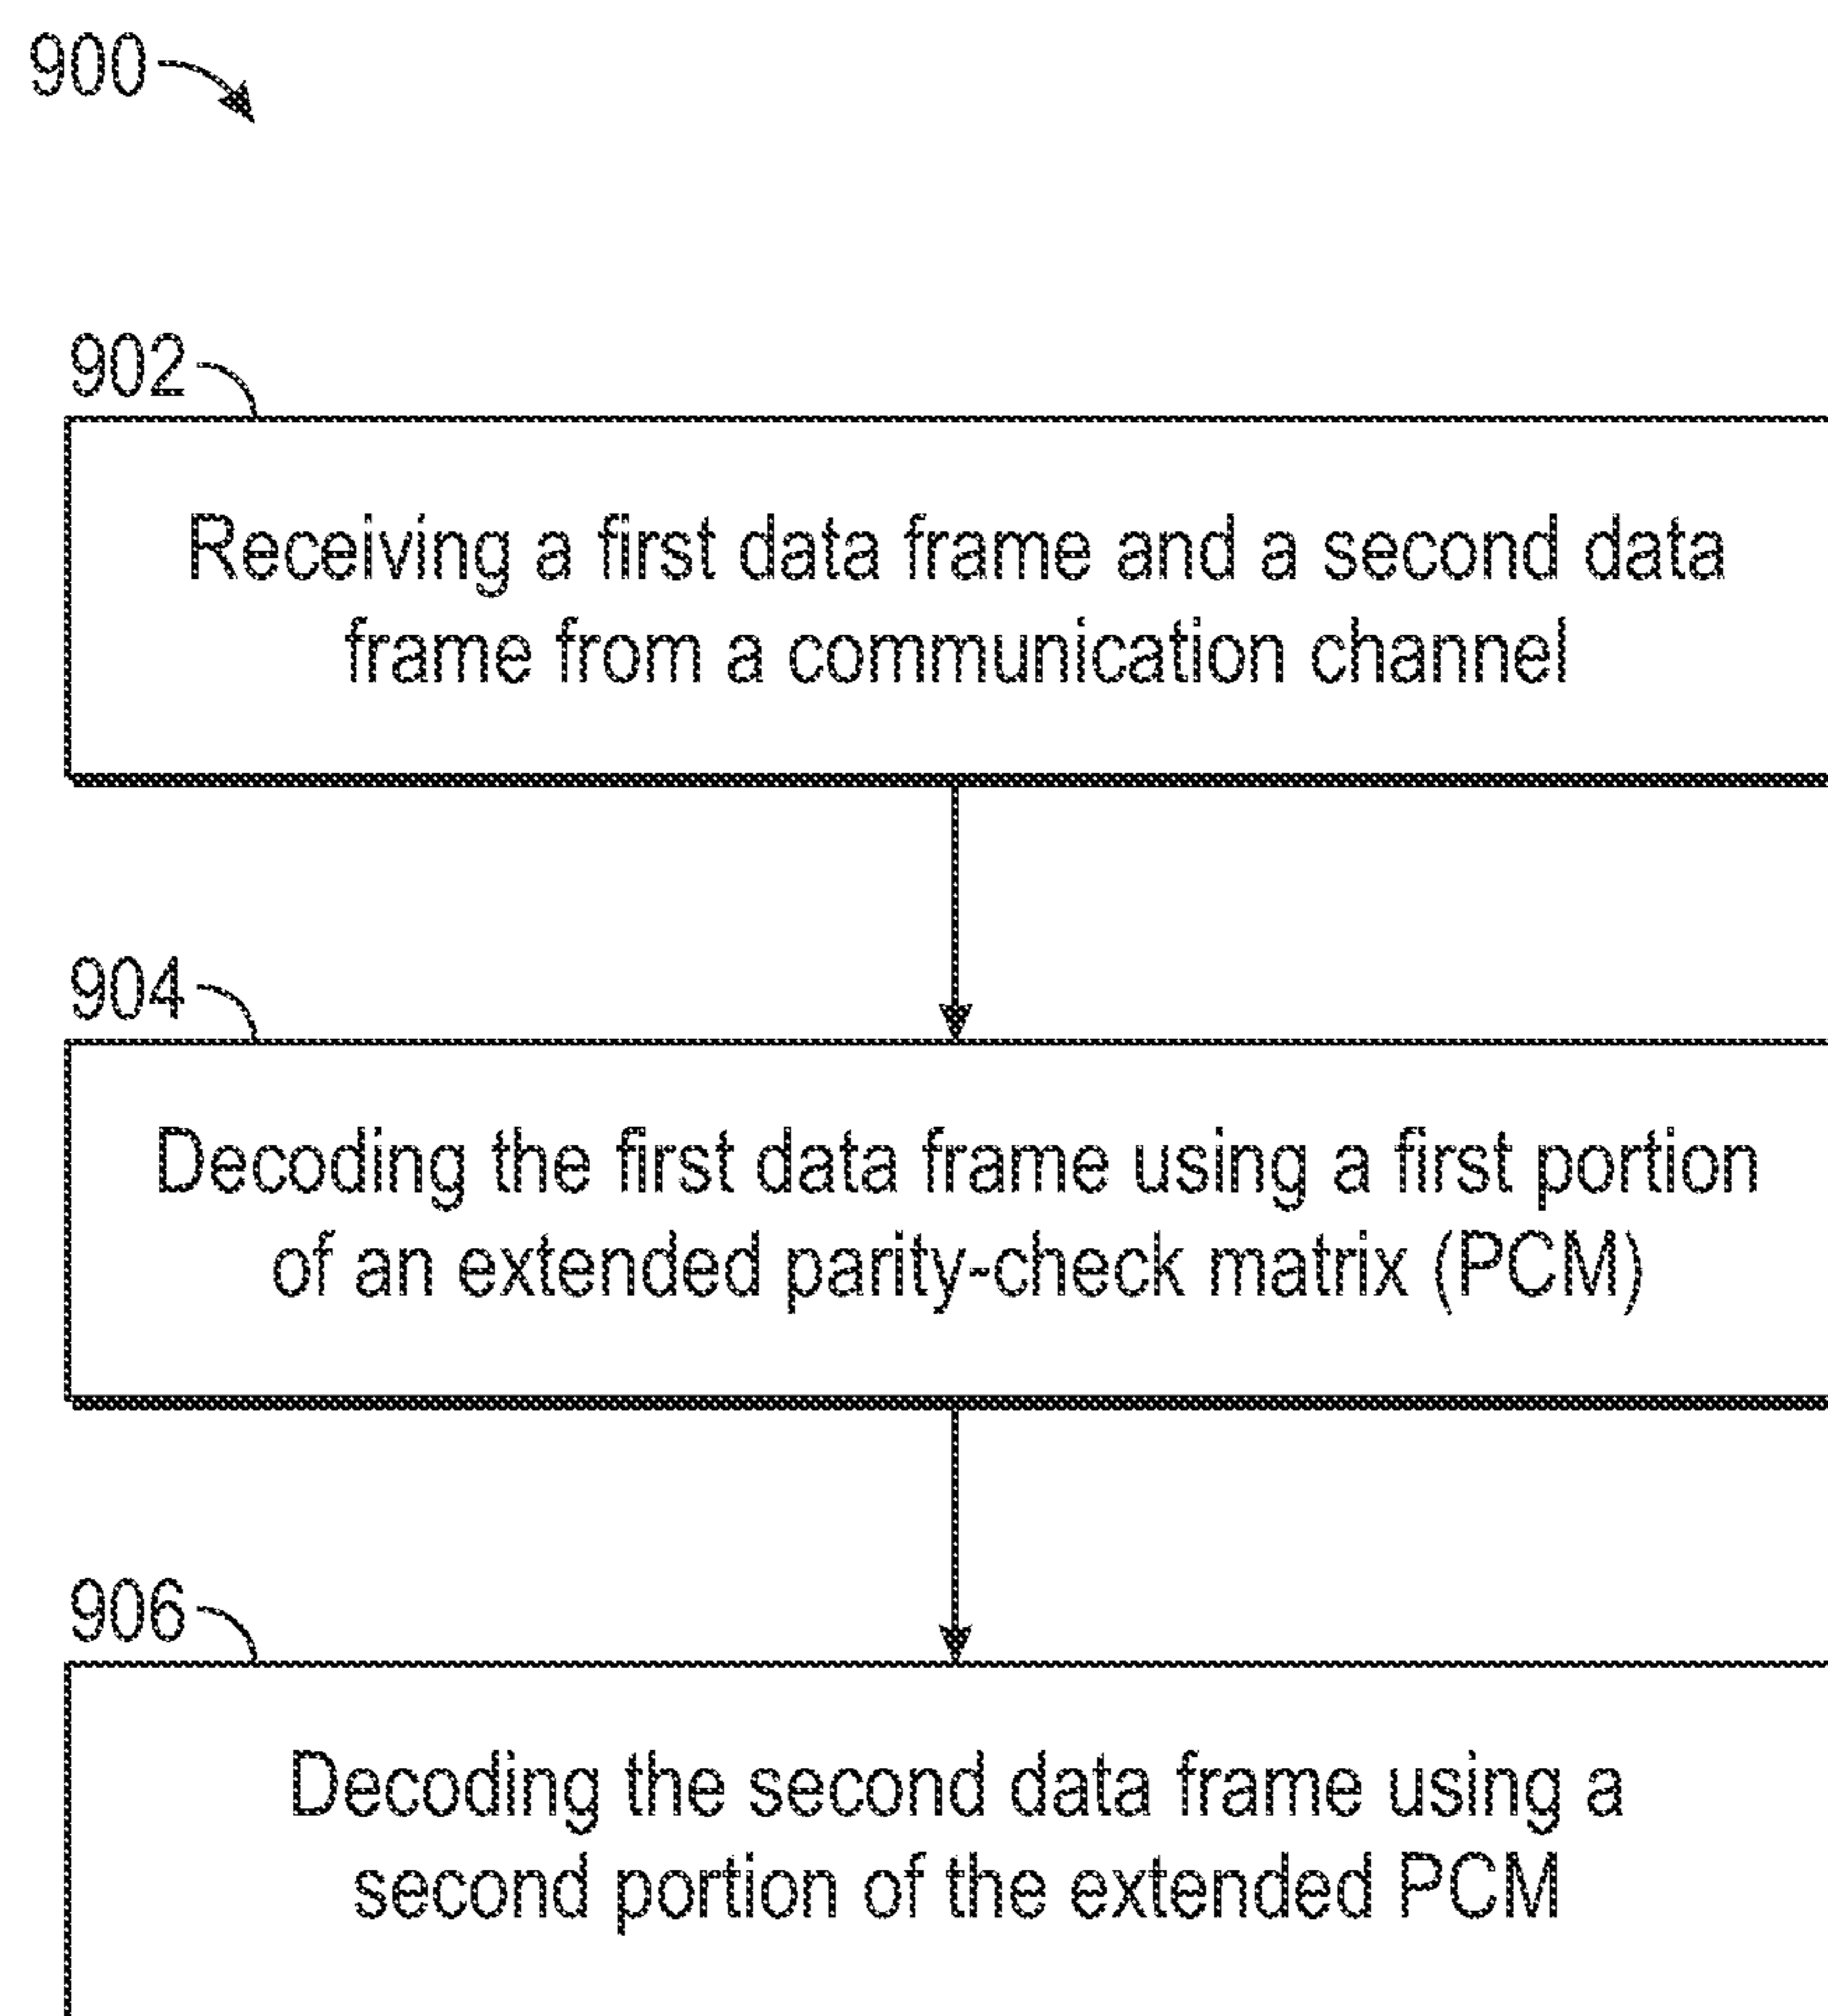 900
902
Receiving a first data frame and a second data
frame from a communication channel
904
Decoding the first data frame using a first portion
of an extended parity-check matrix (PCM)
906
Decoding the second data frame using a
second portion of the extended PCM